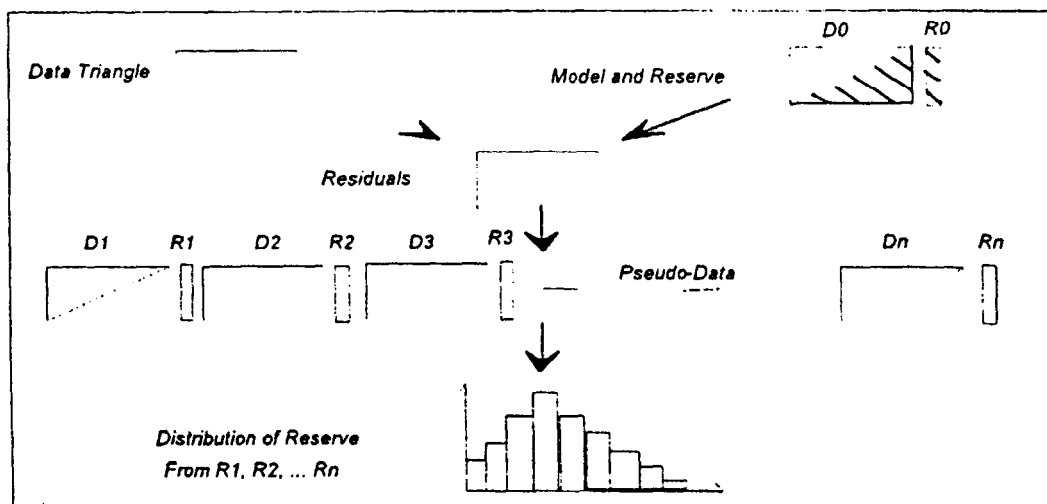 D0 R0
Data Triangle
Model and Reserve
Residuals
D1 R1 D2 R2 D3 R3 Dn Rn
Pseudo-Data
Distribution of Reserve
From R1, R2, ... Rn